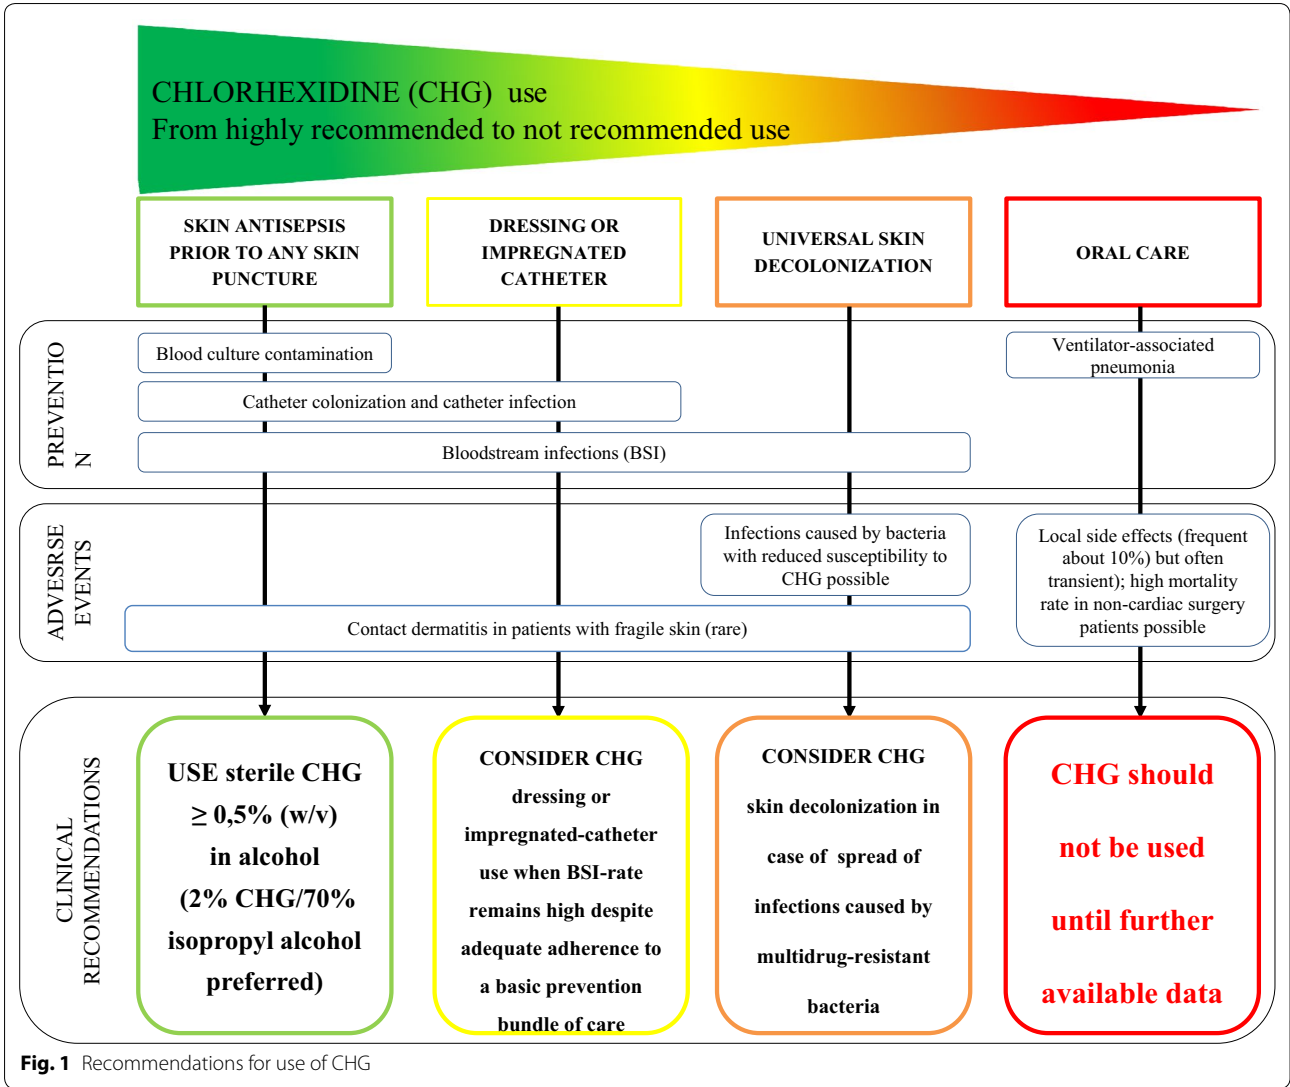 CHLORHEXIDINE (CHG) use
From highly recommended to not recommended use
SKIN ANTISEPSIS
PRIOR TO ANY SKIN
PUNCTURE
DRESSING OR
IMPREGNATED
CATHETER
UNIVERSAL SKIN
DECOLONIZATION
ORAL CARE
PREVENTIO
N
Blood culture contamination
Ventilator-associated
pneumonia
Catheter colonization and catheter infection
Bloodstream infections (BSI)
ADVESRSE
EVENTS
Infections caused by bacteria
with reduced susceptibility to
CHG possible
Local side effects (frequent
about 10%) but often
transient); high mortality
rate in non-cardiac surgery
patients possible
Contact dermatitis in patients with fragile skin (rare)
CLINICAL
RECOMMENDATIONS
USE sterile CHG
≥ 0,5% (w/v)
in alcohol
(2% CHG/70%
isopropyl alcohol
preferred)
CONSIDER CHG
dressing or
impregnated-catheter
use when BSI-rate
remains high despite
adequate adherence to
a basic prevention
bundle of care
CONSIDER CHG
skin decolonization in
case of spread of
infections caused by
multidrug-resistant
bacteria
CHG should
not be used
until further
available data
Fig. 1 Recommendations for use of CHG